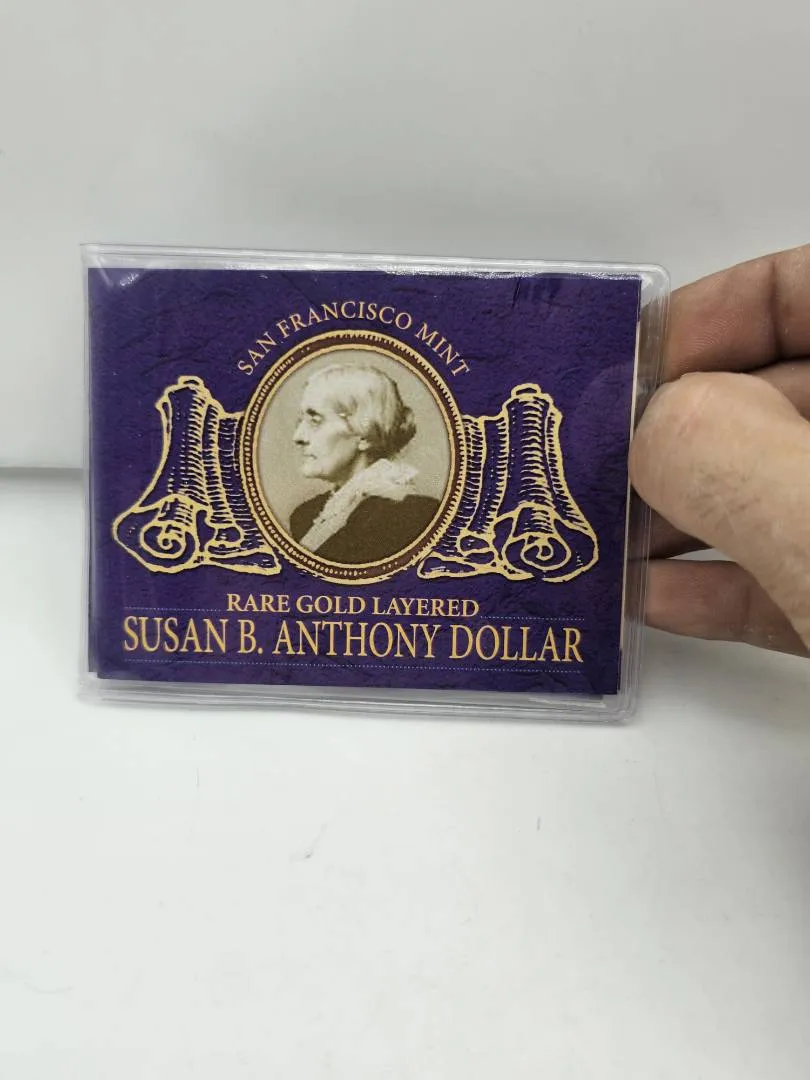 SAN FRANCISCO MINT
RARE GOLD LAYERED
SUSAN B. ANTHONY DOLLAR